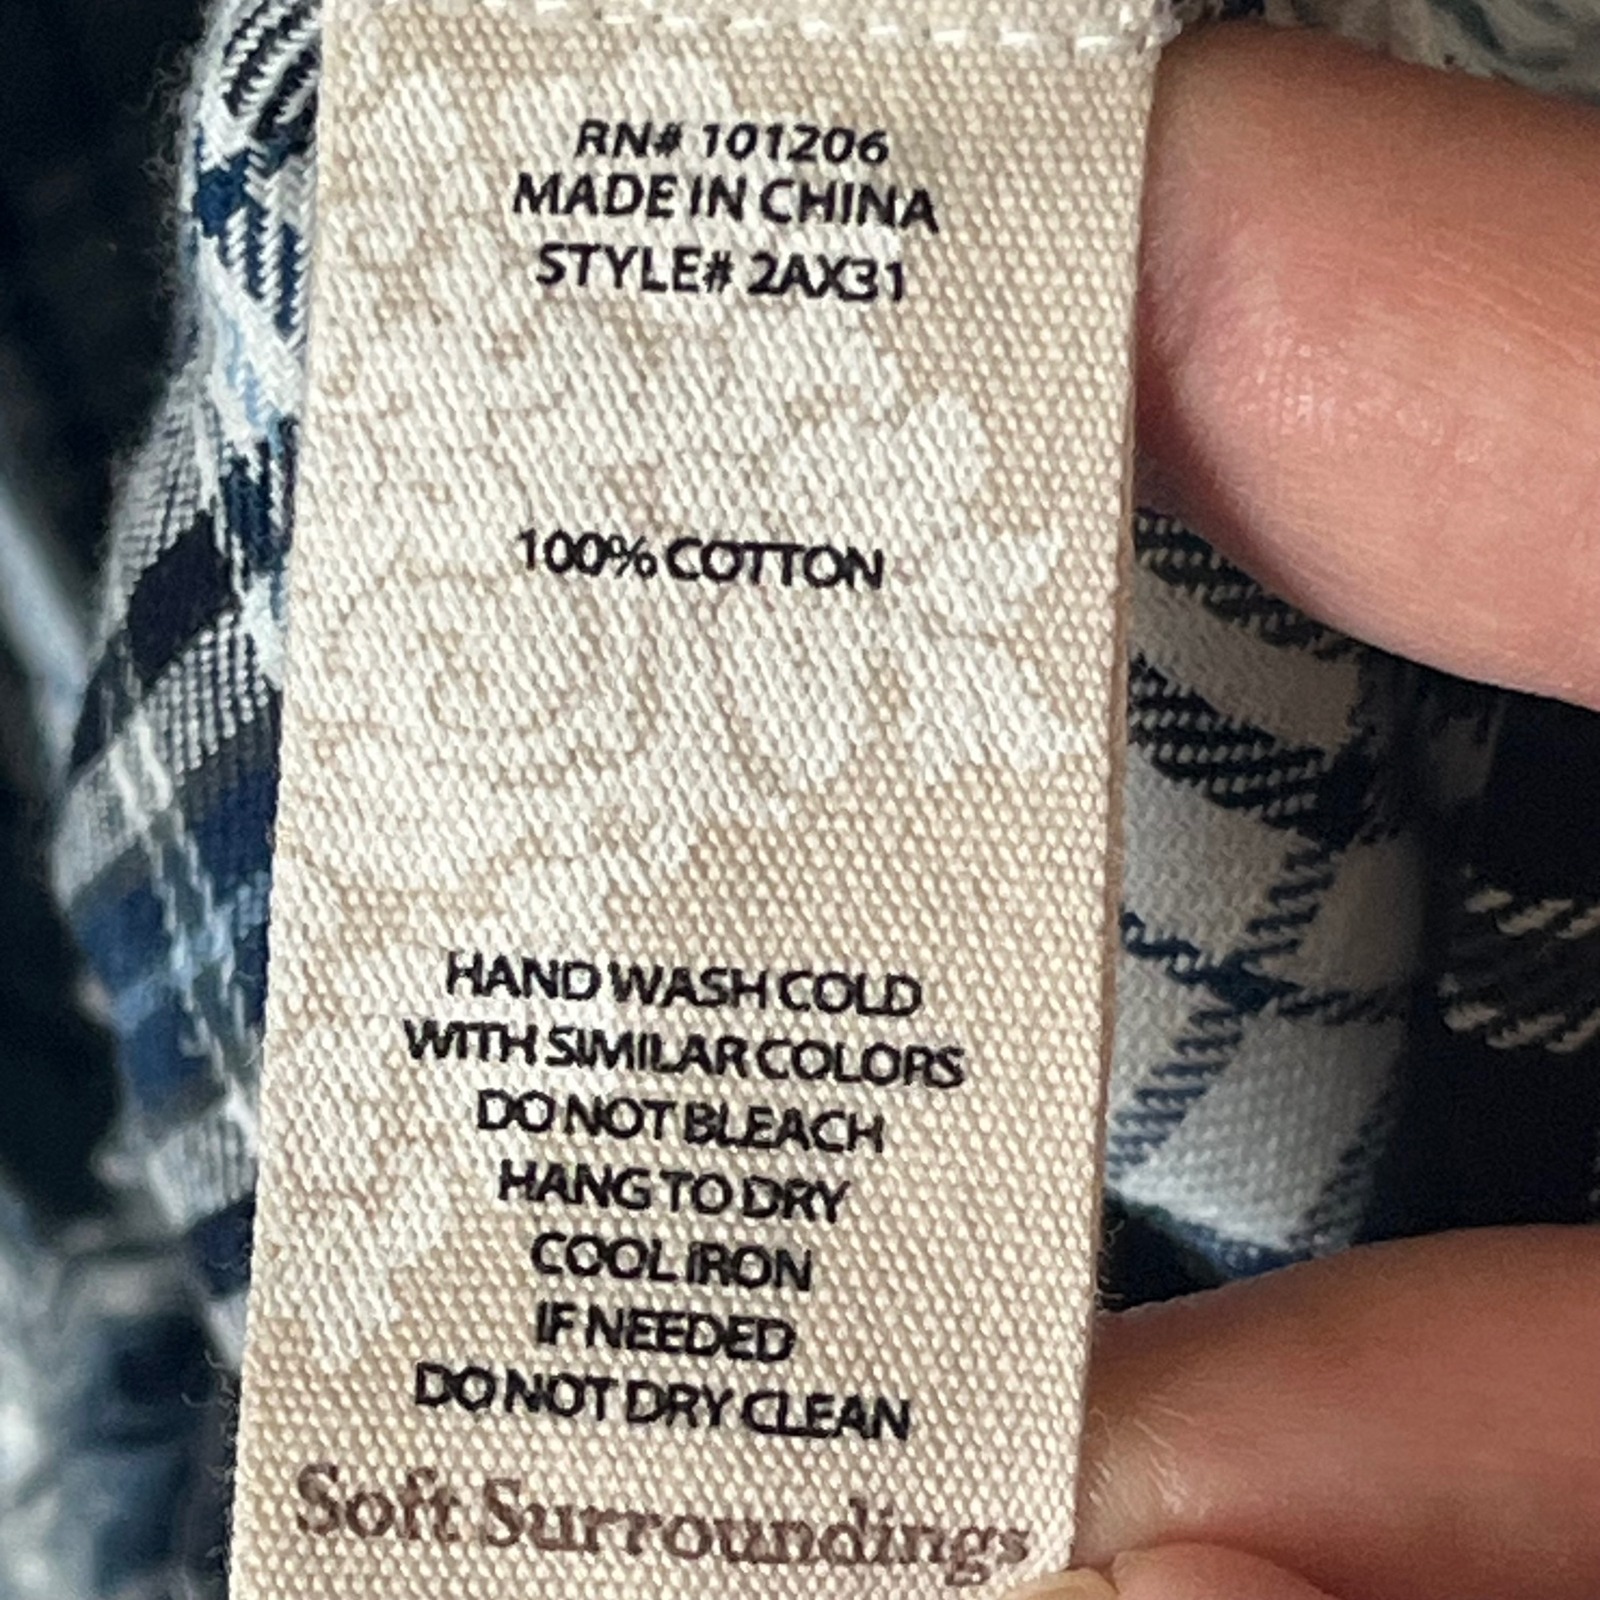 RN# 101206
MADE IN CHINA
STYLE# 2AX31
100% COTTON
HAND WASH COLD
WITH SIMILAR COLORS
DO NOT BLEACH
HANG TO DRY
COOL IRON
IF NEEDED
DO NOT DRY CLEAN
Soft Surroundings